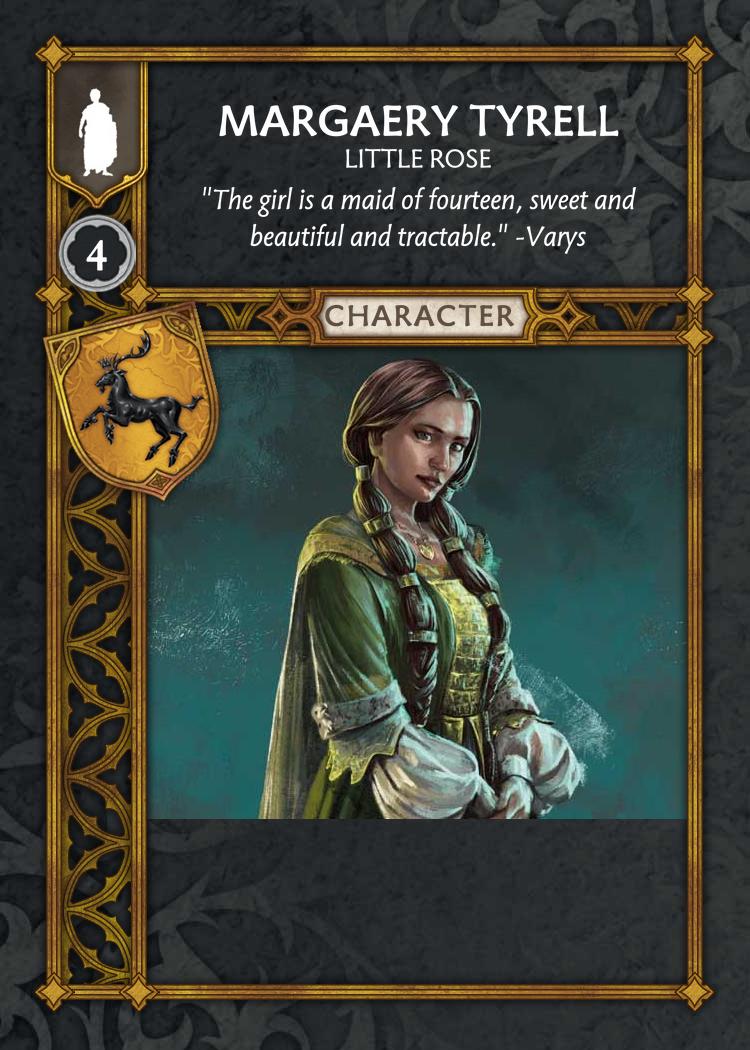 MARGAERY TYRELL
LITTLE ROSE
"The girl is a maid of fourteen, sweet and
beautiful and tractable." -Varys
4
CHARACTER